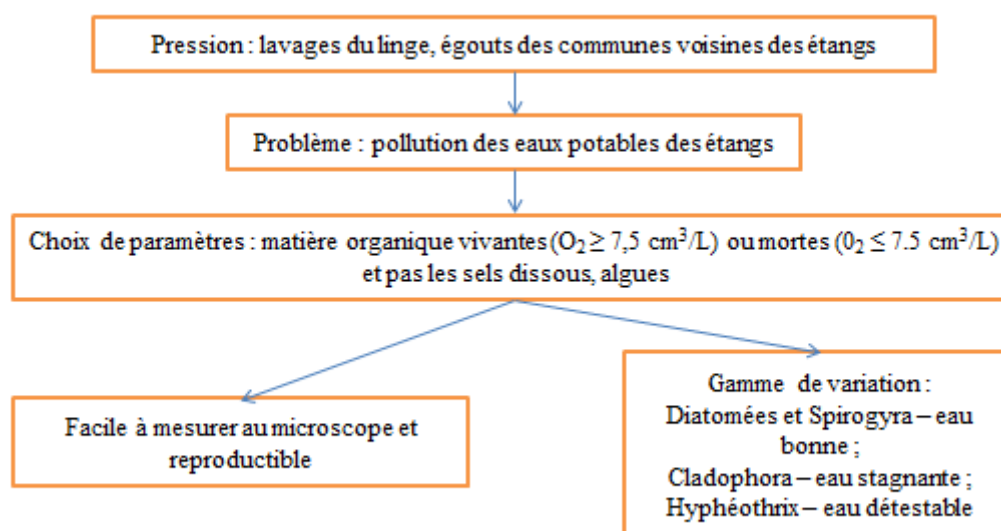 Pression : lavages du linge, égouts des communes voisines des étangs
Problème : pollution des eaux potables des étangs
Choix de paramètres : matière organique vivantes (O₂ ≥ 7,5 cm³/L) ou mortes (0₂ ≤ 7.5 cm³/L)
et pas les sels dissous, algues
Facile à mesurer au microscope et
reproductible
Gamme de variation :
Diatomées et Spirogyra – eau
bonne ;
Cladophora – eau stagnante ;
Hyphéothrix – eau détestable